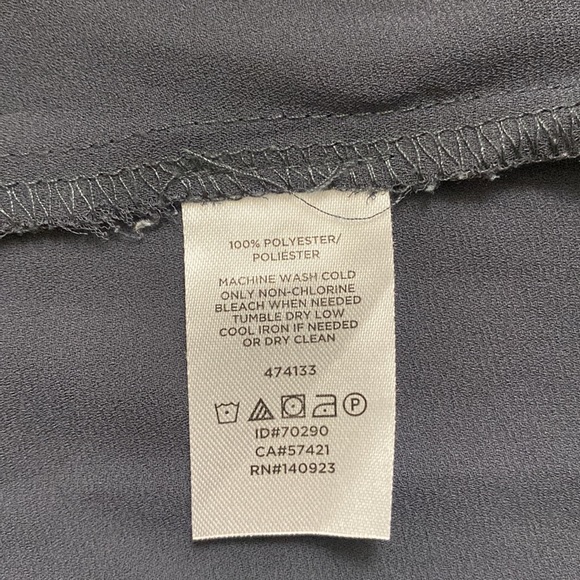 100% POLYESTER/
POLIÉSTER
MACHINE WASH COLD
ONLY NON-CHLORINE
BLEACH WHEN NEEDED
TUMBLE DRY LOW
COOL IRON IF NEEDED
OR DRY CLEAN
474133
P
ID#70290
CA#57421
RN#140923